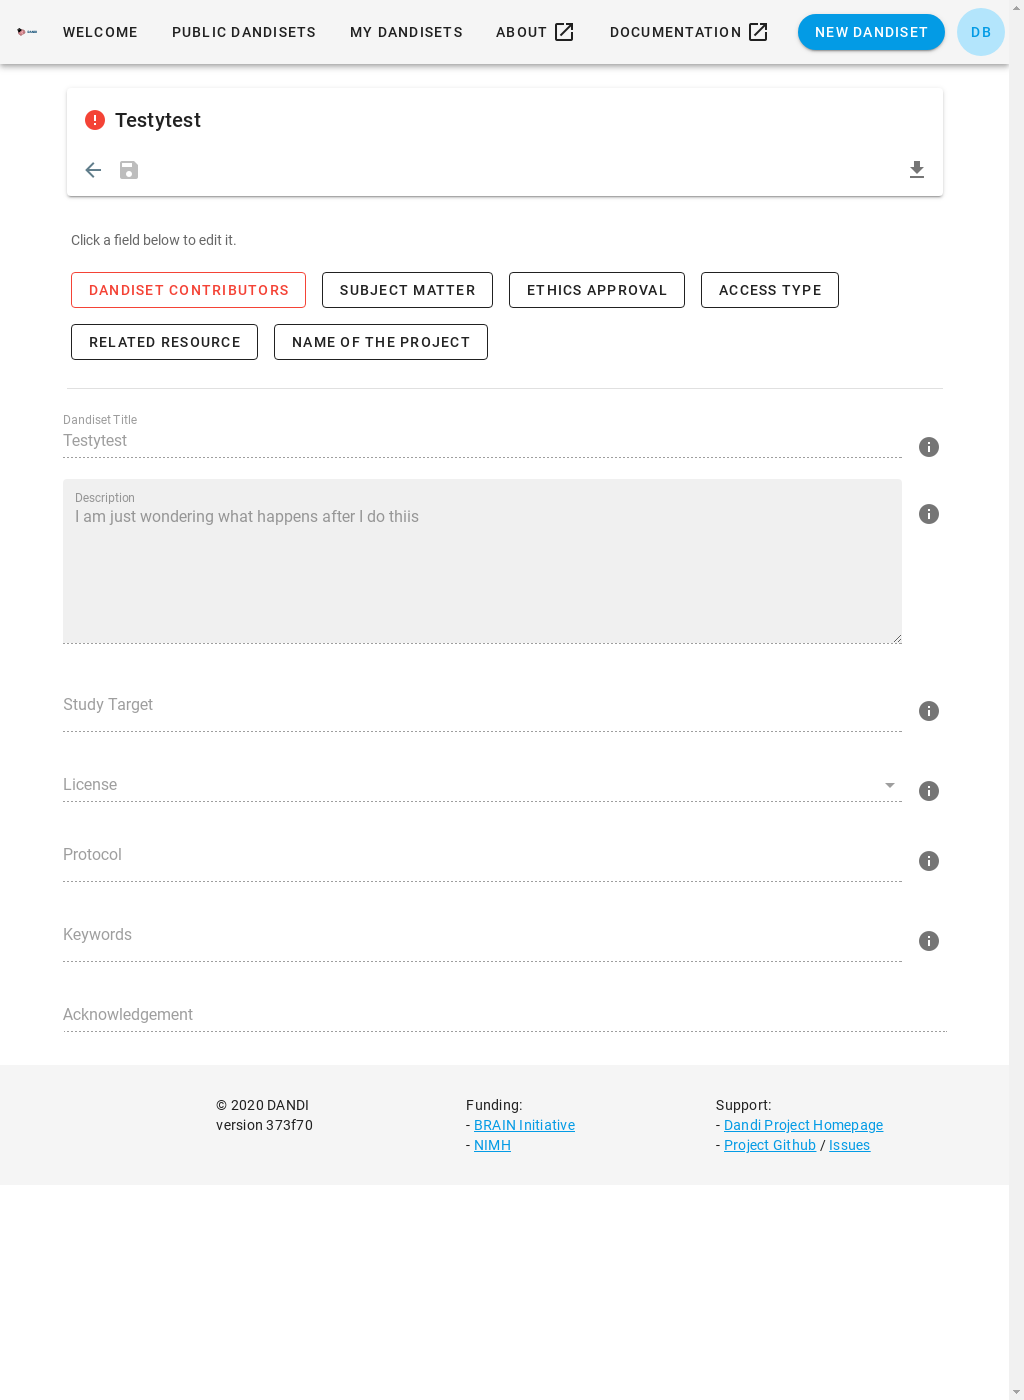 WELCOME PUBLIC DANDISETS MY DANDISETS ABOUT DOCUMENTATION NEW DANDISET DB
Testytest
Click a field below to edit it.
DANDISET CONTRIBUTORS SUBJECT MATTER ETHICS APPROVAL ACCESS TYPE
RELATED RESOURCE NAME OF THE PROJECT
Dandiset Title
Testytest
Description
I am just wondering what happens after I do thiis
Study Target
License
Protocol
Keywords
Acknowledgement
© 2020 DANDI
version 373f70
Funding:
- BRAIN Initiative
- NIMH
Support:
- Dandi Project Homepage
- Project Github / Issues